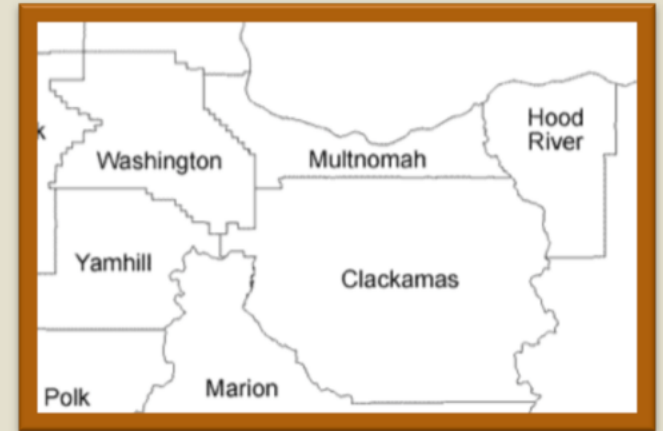 Hood
River
k
Washington
Multnomah
Yamhill
Clackamas
Polk
Marion